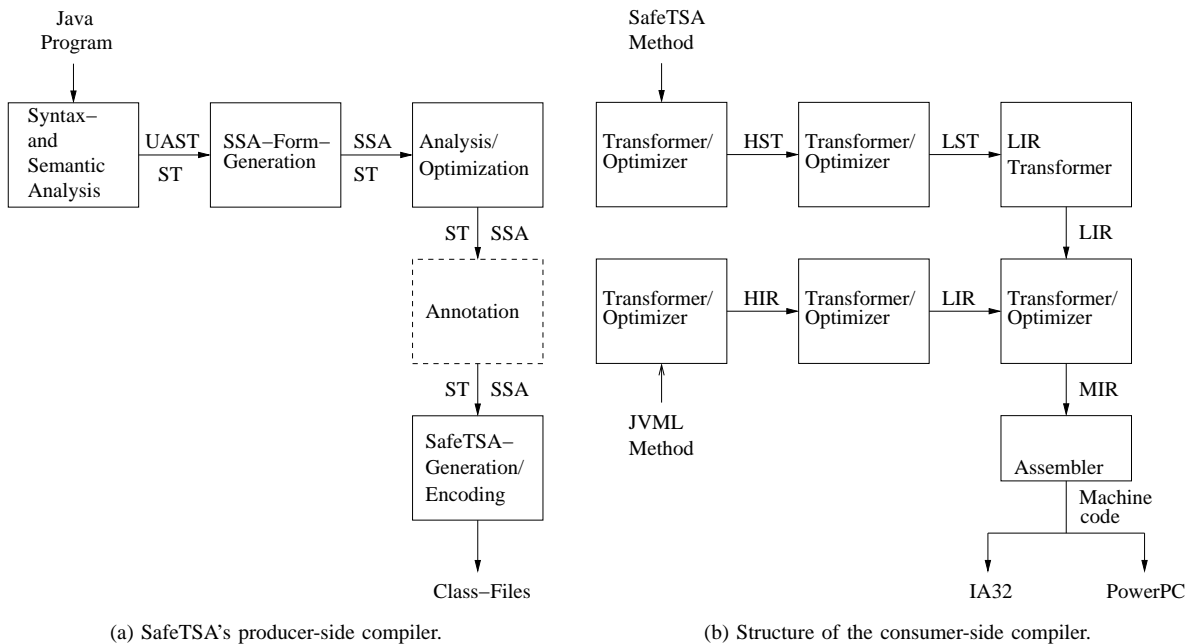 Java
Program
Syntax–
and
Semantic
Analysis
UAST
ST
SSA–Form–
Generation
SSA
ST
Analysis/
Optimization
ST SSA
Annotation
ST SSA
SafeTSA–
Generation/
Encoding
Class–Files
(a) SafeTSA's producer-side compiler.
SafeTSA
Method
Transformer/
Optimizer
HST
Transformer/
Optimizer
LST
LIR
Transformer
LIR
Transformer/
Optimizer
HIR
Transformer/
Optimizer
LIR
Transformer/
Optimizer
JVML
Method
MIR
Assembler
Machine
code
IA32
PowerPC
(b) Structure of the consumer-side compiler.